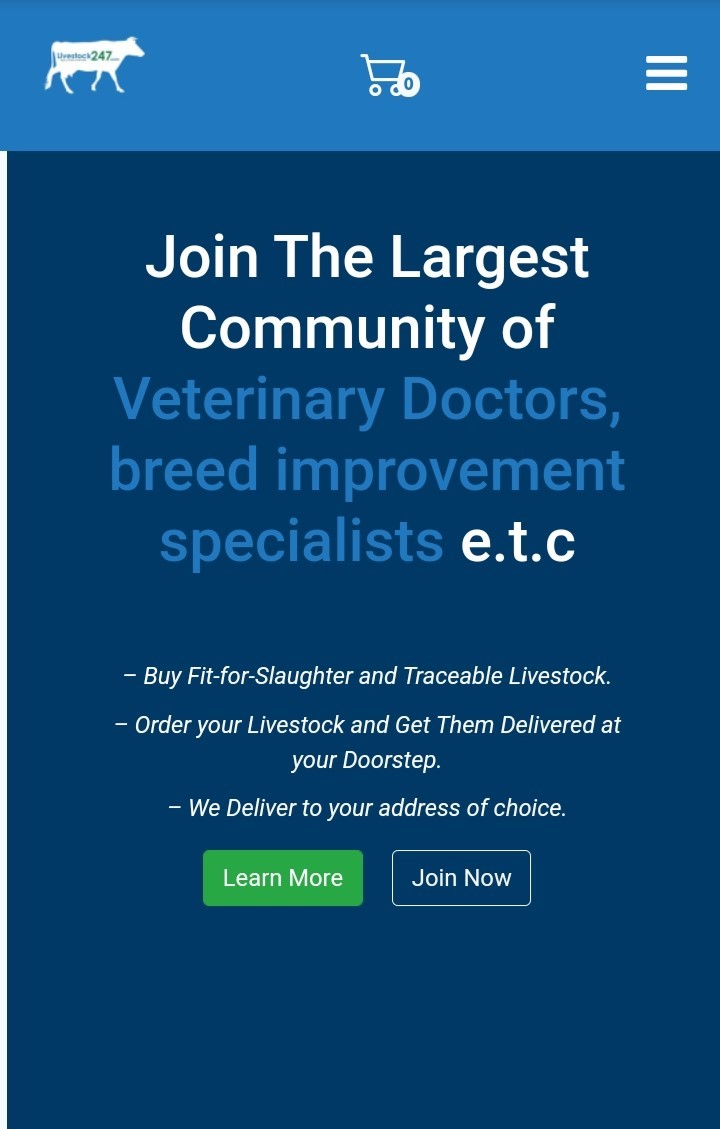 Livestock247
0
Join The Largest
Community of
Veterinary Doctors,
breed improvement
specialists e.t.c
– Buy Fit-for-Slaughter and Traceable Livestock.
– Order your Livestock and Get Them Delivered at
your Doorstep.
– We Deliver to your address of choice.
Learn More Join Now